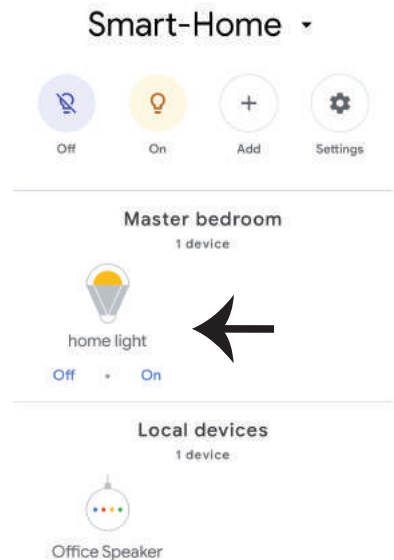 Smart-Home
Off On Add Settings
Master bedroom
1 device
home light
Off • On
Local devices
1 device
Office Speaker